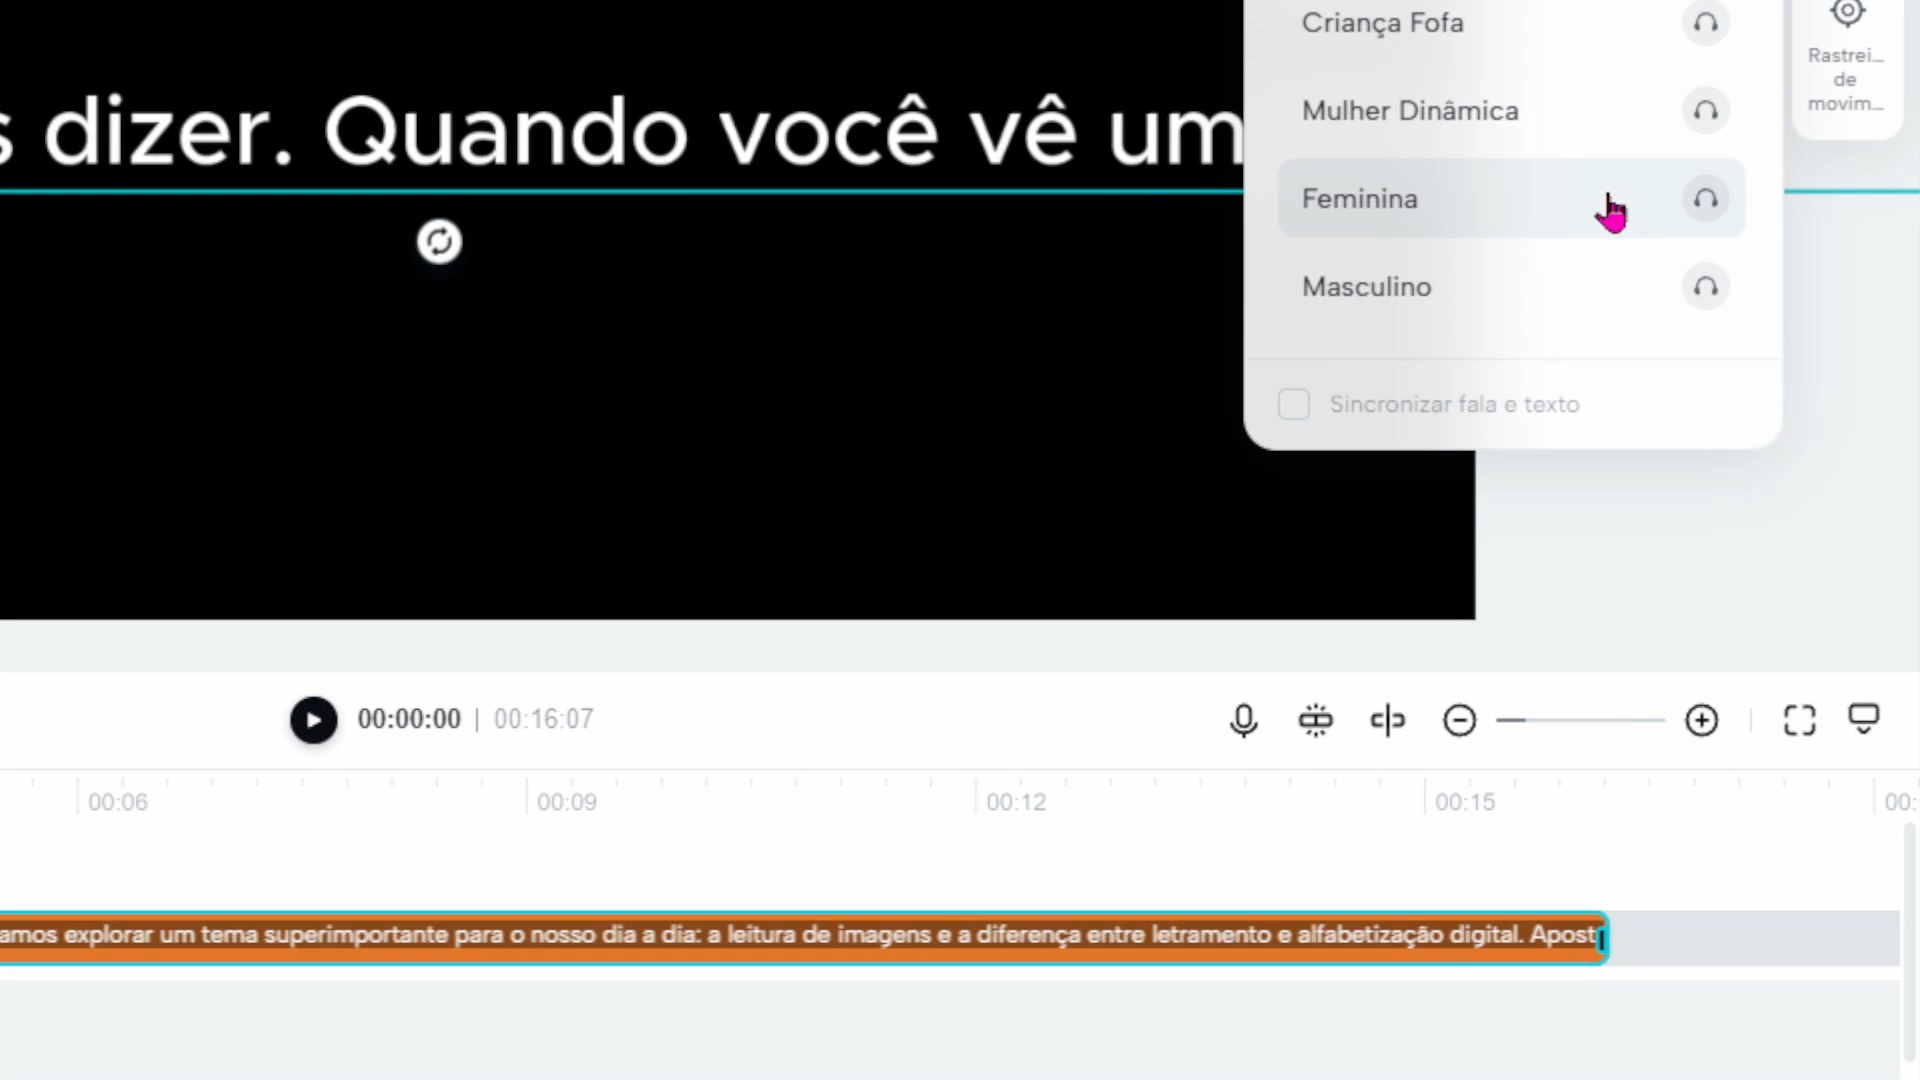 Criança Fofa
Mulher Dinâmica
Feminina
Masculino
Sincronizar fala e texto
Rastrei...
de
movim...
s dizer. Quando você vê um
00:00:00 | 00:16:07
00:06
00:09
00:12
00:15
00:
amos explorar um tema superimportante para o nosso dia a dia: a leitura de imagens e a diferença entre letramento e alfabetização digital. Apost